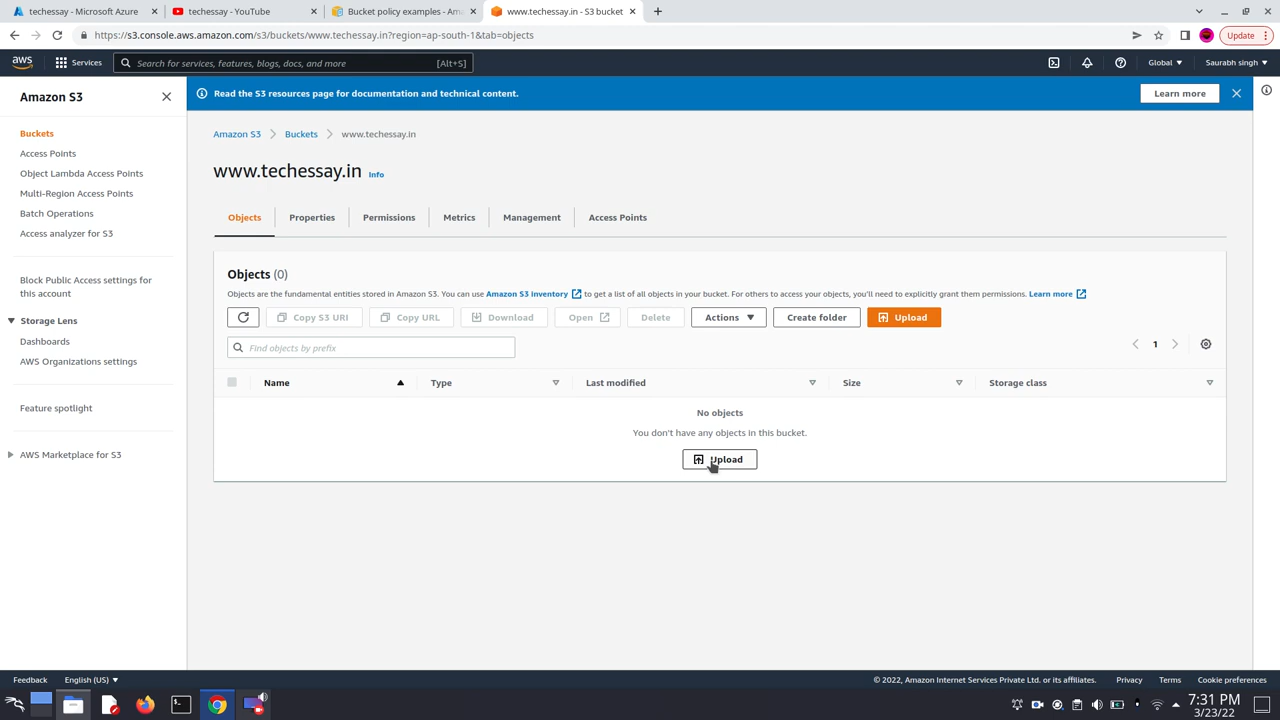 techessay - Microsoft Azure
techessay - YouTube
Bucket policy examples - Ama
www.techessay.in - S3 bucket
https://s3.console.aws.amazon.com/s3/buckets/www.techessay.in?region=ap-south-1&tab=objects
Update
aws
Services
Search for services, features, blogs, docs, and more
[Alt+S]
Global
Saurabh singh
Amazon S3
Read the S3 resources page for documentation and technical content.
Learn more
Buckets
Access Points
Object Lambda Access Points
Multi-Region Access Points
Batch Operations
Access analyzer for S3
Block Public Access settings for
this account
Storage Lens
Dashboards
AWS Organizations settings
Feature spotlight
AWS Marketplace for S3
Amazon S3
Buckets
www.techessay.in
www.techessay.in
Info
Objects
Properties
Permissions
Metrics
Management
Access Points
Objects (0)
Objects are the fundamental entities stored in Amazon S3. You can use Amazon S3 inventory to get a list of all objects in your bucket. For others to access your objects, you'll need to explicitly grant them permissions. Learn more
Copy S3 URI
Copy URL
Download
Open
Delete
Actions
Create folder
Upload
Find objects by prefix
1
Name
Type
Last modified
Size
Storage class
No objects
You don't have any objects in this bucket.
Upload
Feedback
English (US)
© 2022, Amazon Internet Services Private Ltd. or its affiliates.
Privacy
Terms
Cookie preferences
7:31 PM
3/23/22